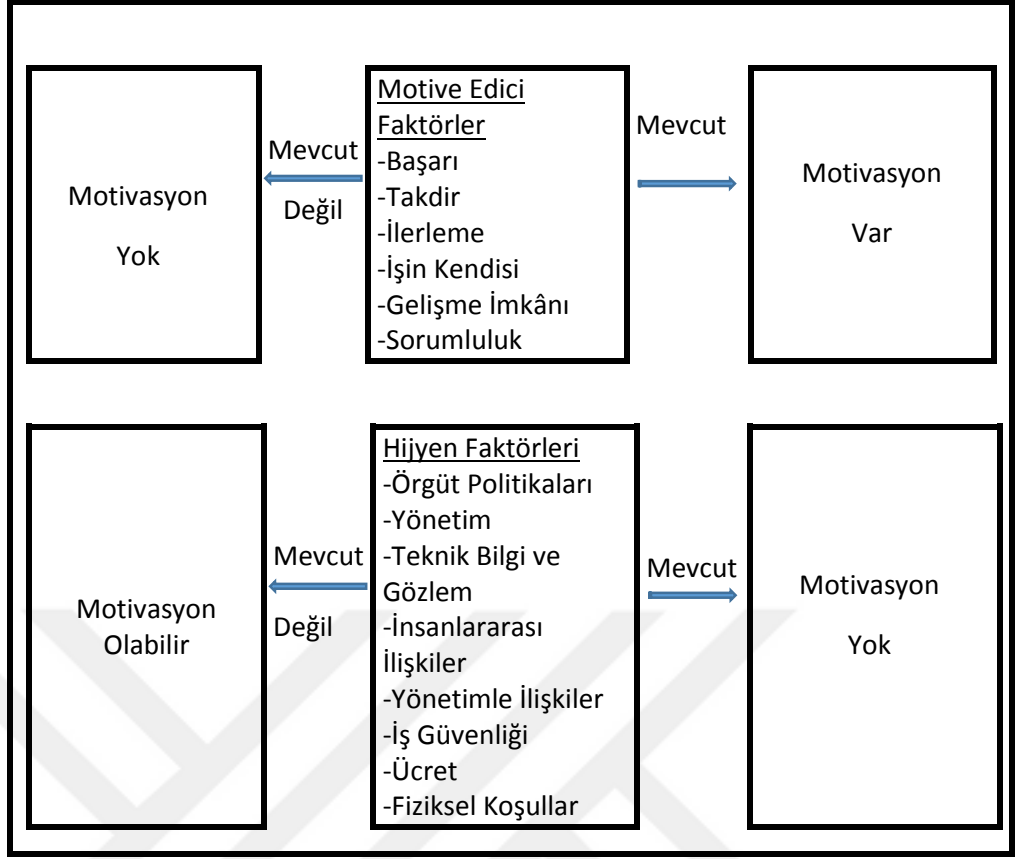 Motivasyon
Yok
Mevcut
Değil
Motive Edici
Faktörler
-Başarı
-Takdir
-İlerleme
-İşin Kendisi
-Gelişme İmkânı
-Sorumluluk
Mevcut
Motivasyon
Var
Motivasyon
Olabilir
Mevcut
Değil
Hijyen Faktörleri
-Örgüt Politikaları
-Yönetim
-Teknik Bilgi ve
Gözlem
-İnsanlararası
İlişkiler
-Yönetimle İlişkiler
-İş Güvenliği
-Ücret
-Fiziksel Koşullar
Mevcut
Motivasyon
Yok